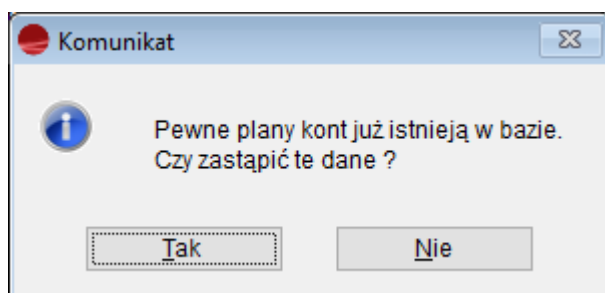 Komunikat
Pewne plany kont już istnieją w bazie.
Czy zastąpić te dane ?
Tak
Nie